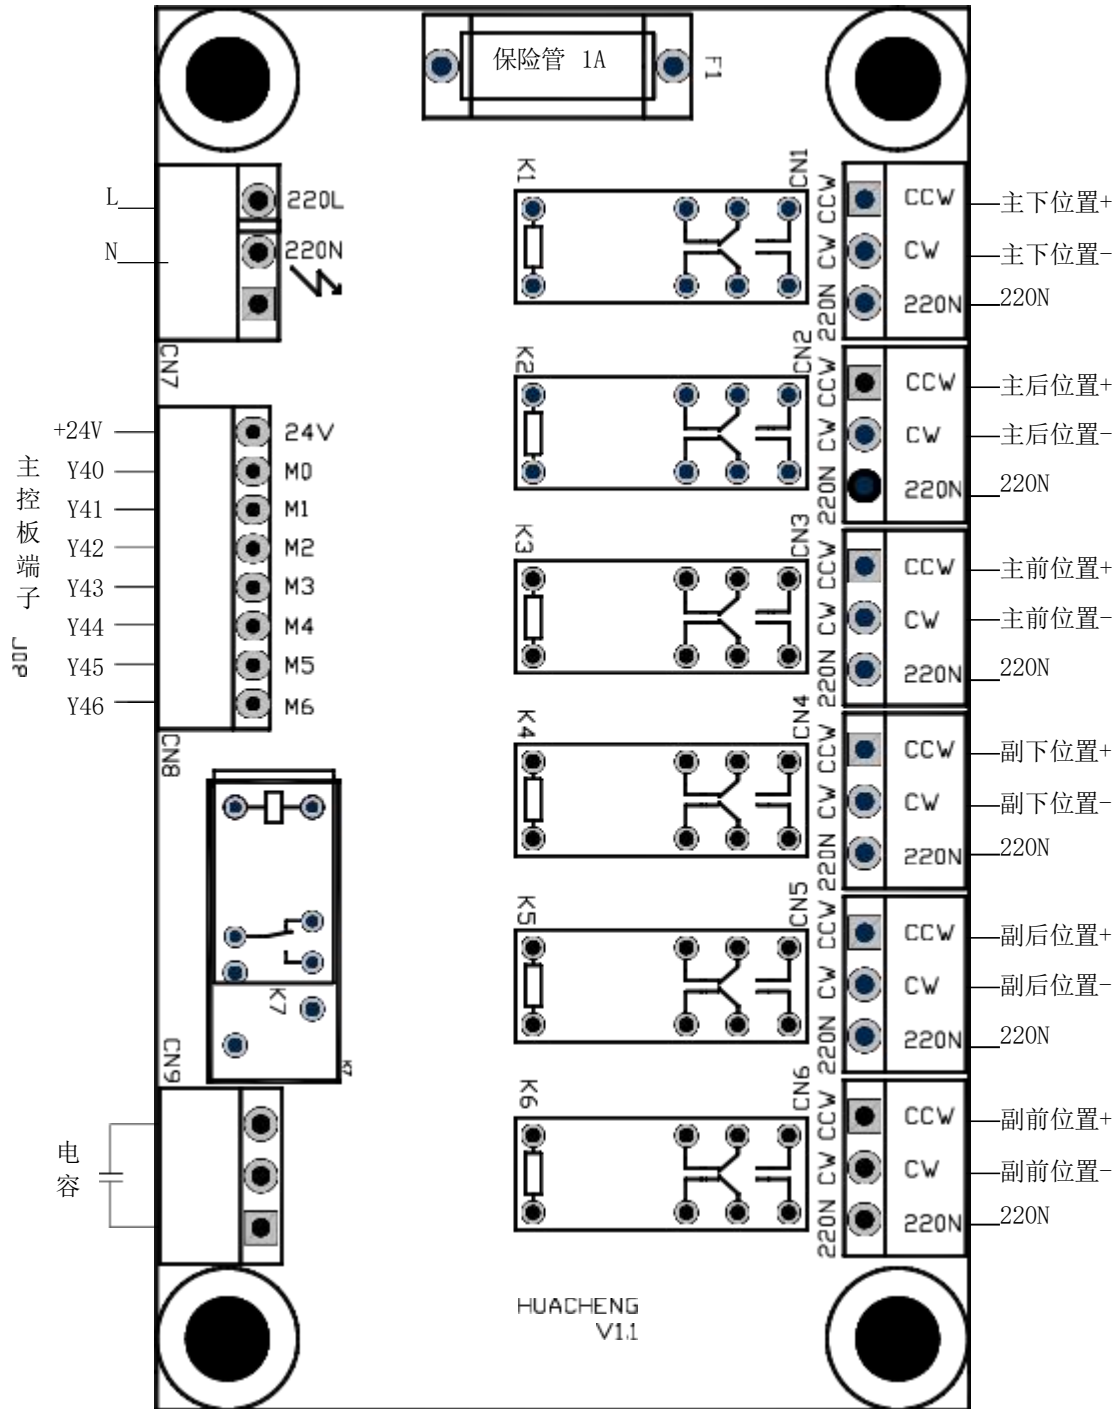 保险管 1A
F1
L
220L
N
220N
CN7
+24V
24V
Y40
M0
Y41
M1
Y42
M2
Y43
M3
Y44
M4
Y45
M5
Y46
M6
主控板端子
JOP
CN8
K7
K7
CN9
电容
K1
CN1
CCW
CW
220N
CCW
主下位置+
CW
主下位置-
220N
220N
K2
CN2
CCW
CW
220N
CCW
主后位置+
CW
主后位置-
220N
220N
K3
CN3
CCW
CW
220N
CCW
主前位置+
CW
主前位置-
220N
220N
K4
CN4
CCW
CW
220N
CCW
副下位置+
CW
副下位置-
220N
220N
K5
CN5
CCW
CW
220N
CCW
副后位置+
CW
副后位置-
220N
220N
K6
CN6
CCW
CW
220N
CCW
副前位置+
CW
副前位置-
220N
220N
HUACHENG
V1.1